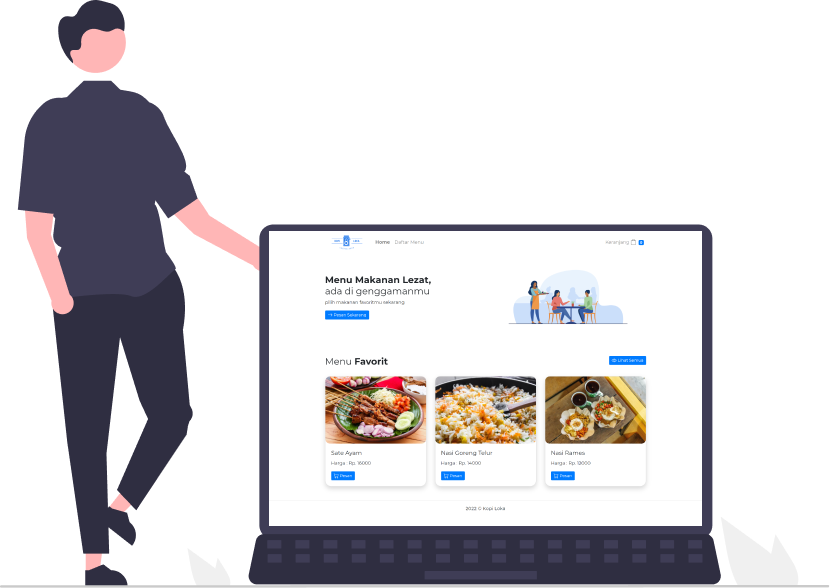 Home Daftar Menu Keranjang 0
Menu Makanan Lezat,
ada di genggamanmu
pilih makanan favoritmu sekarang
Pesan Sekarang
Menu Favorit
Lihat Semua
Sate Ayam
Harga : Rp. 16000
Pesan
Nasi Goreng Telur
Harga : Rp. 14000
Pesan
Nasi Rames
Harga : Rp. 12000
Pesan
2022 © Kopi Loka